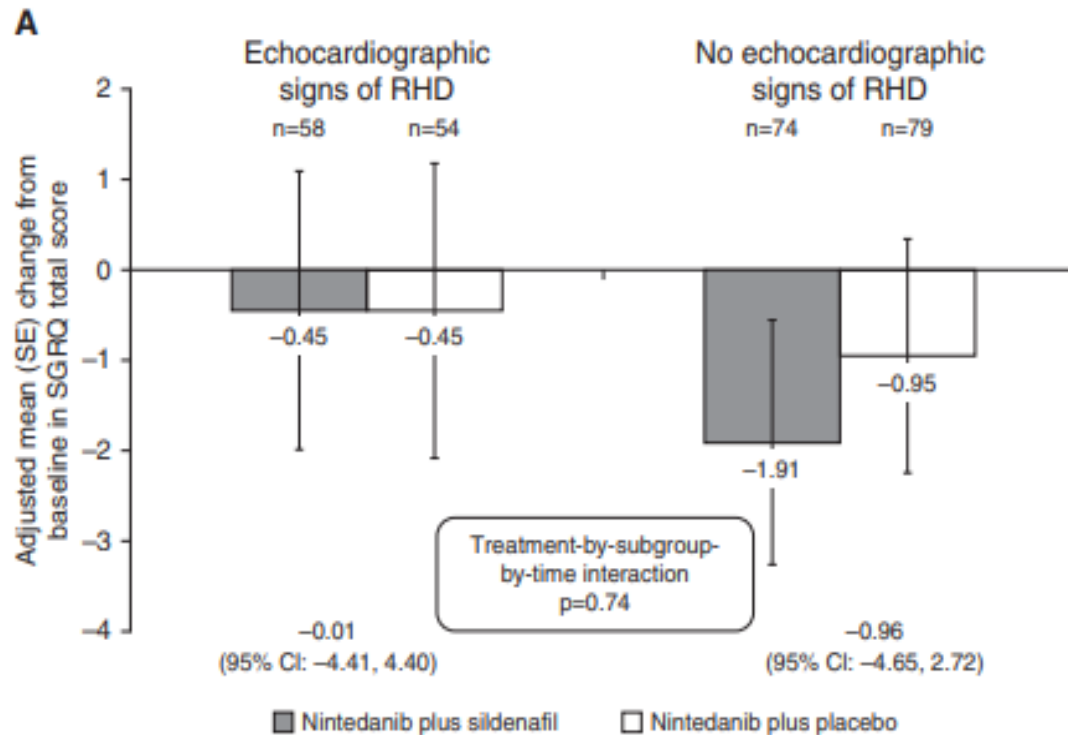 A
Echocardiographic
signs of RHD
No echocardiographic
signs of RHD
n=58
n=54
n=74
n=79
Adjusted mean (SE) change from
baseline in SGRQ total score
2
1
0
–1
–2
–3
–4
–0.45
–0.45
–1.91
–0.95
Treatment-by-subgroup-
by-time interaction
p=0.74
–0.01
(95% CI: –4.41, 4.40)
–0.96
(95% CI: –4.65, 2.72)
Nintedanib plus sildenafil
Nintedanib plus placebo